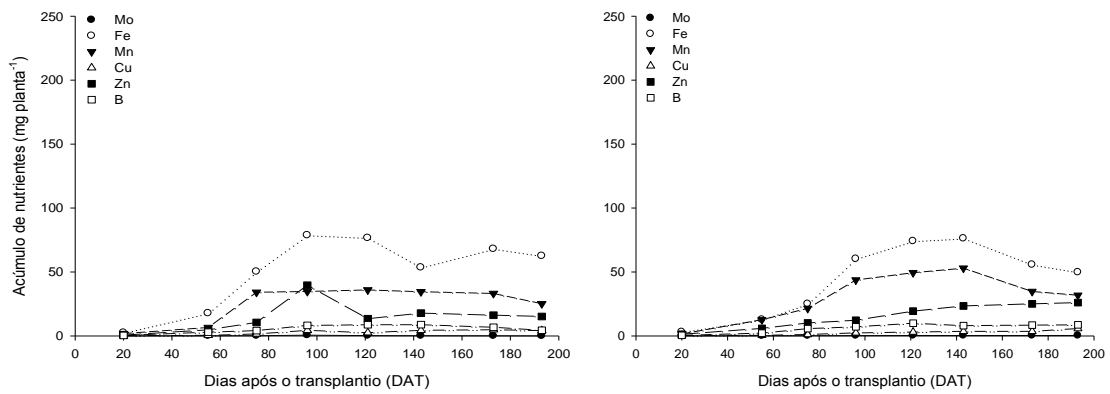 Acúmulo de nutrientes (mg planta-1)
250
200
150
100
50
0
Mo
Fe
Mn
Cu
Zn
B
0 20 40 60 80 100 120 140 160 180 200
Dias após o transplantio (DAT)
250
200
150
100
50
0
Mo
Fe
Mn
Cu
Zn
B
0 20 40 60 80 100 120 140 160 180 200
Dias após o transplantio (DAT)